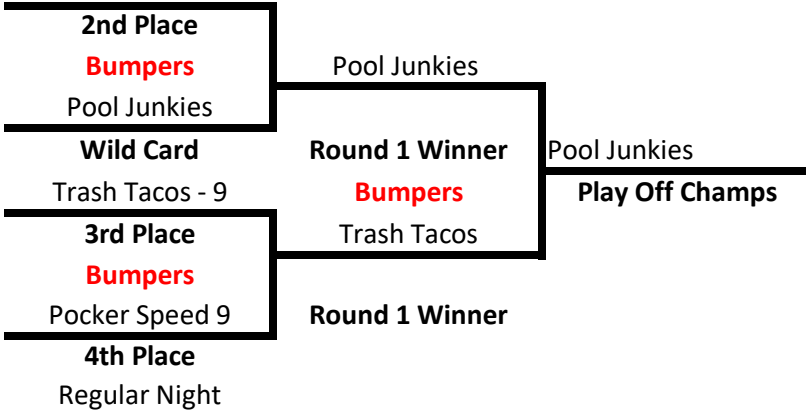 2nd Place
Bumpers Pool Junkies
Pool Junkies
Wild Card Round 1 Winner Pool Junkies
Trash Tacos - 9 Bumpers Play Off Champs
3rd Place Trash Tacos
Bumpers
Pocker Speed 9 Round 1 Winner
4th Place
Regular Night